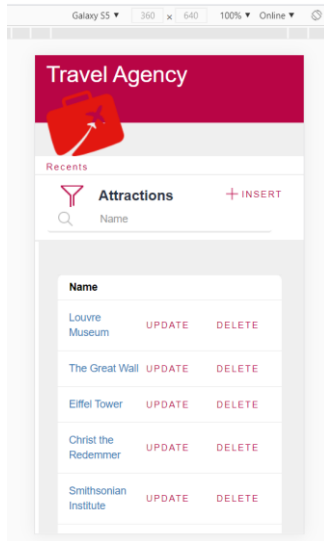 Galaxy S5 ▼ 360 x 640 100% ▼ Online ▼
Travel Agency
Recents
Attractions + INSERT
Name
Name
Louvre
Museum UPDATE DELETE
The Great Wall UPDATE DELETE
Eiffel Tower UPDATE DELETE
Christ the
Redemmer UPDATE DELETE
Smithsonian
Institute UPDATE DELETE